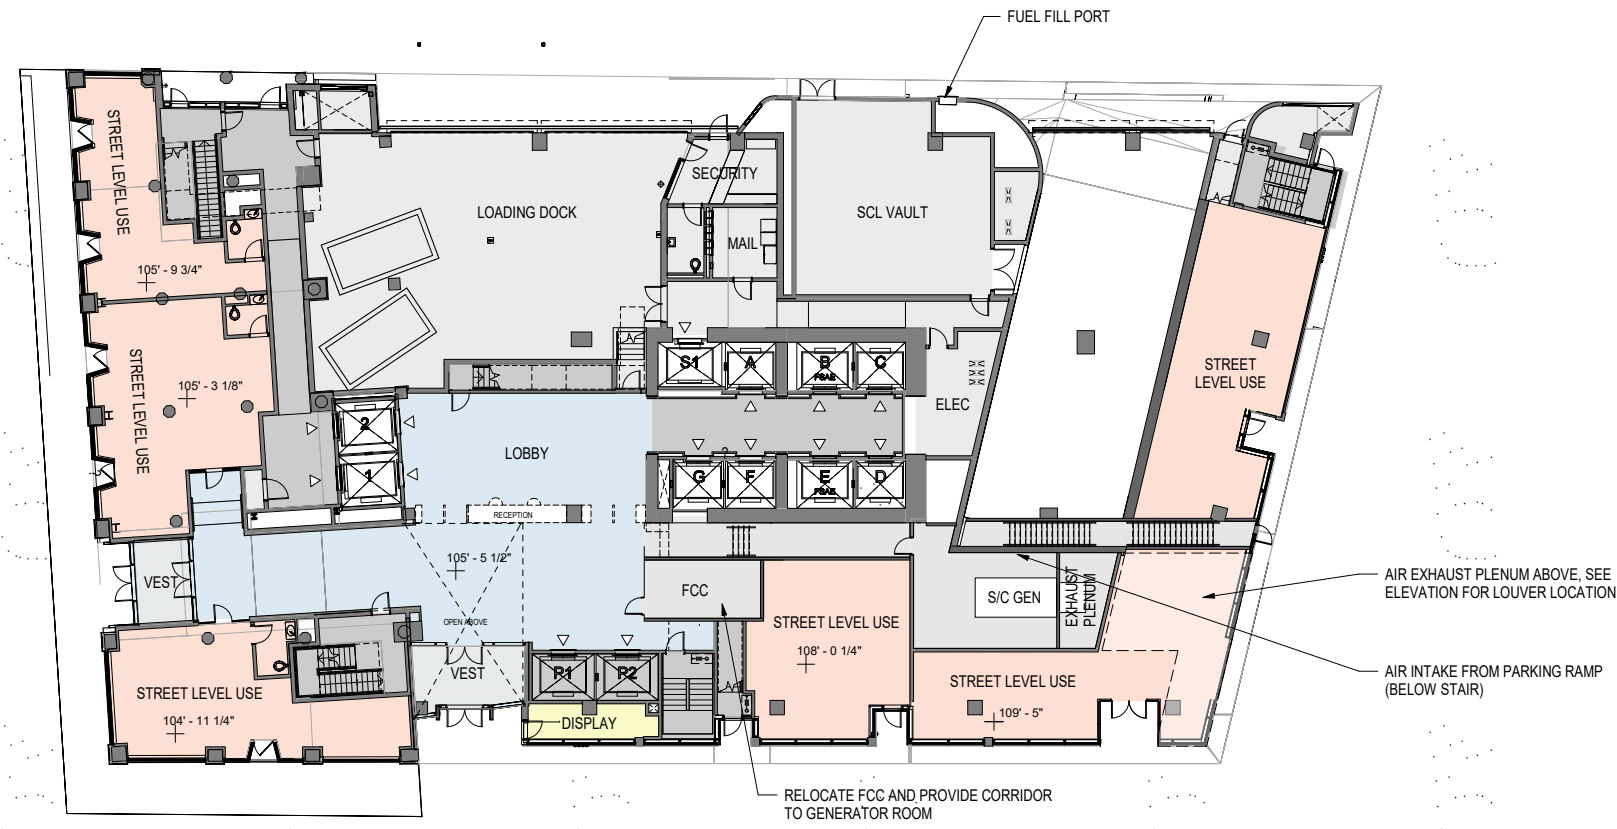 FUEL FILL PORT
STREET LEVEL USE
105' - 9 3/4"
LOADING DOCK
SECURITY
MAIL
SCL VAULT
STREET LEVEL USE
105' - 3 1/8"
S1
A
B
FSAE
C
ELEC
STREET
LEVEL USE
2
1
LOBBY
?
G
F
E
FSAE
D
RECEPTION
105' - 5 1/2"
VEST
FCC
S/C GEN
EXHAUST
PLENUM
AIR EXHAUST PLENUM ABOVE, SEE
ELEVATION FOR LOUVER LOCATION
OPEN ABOVE
STREET LEVEL USE
108' - 0 1/4"
VEST
P1
P2
STREET LEVEL USE
104' - 11 1/4"
DISPLAY
STREET LEVEL USE
109' - 5"
AIR INTAKE FROM PARKING RAMP
(BELOW STAIR)
RELOCATE FCC AND PROVIDE CORRIDOR
TO GENERATOR ROOM